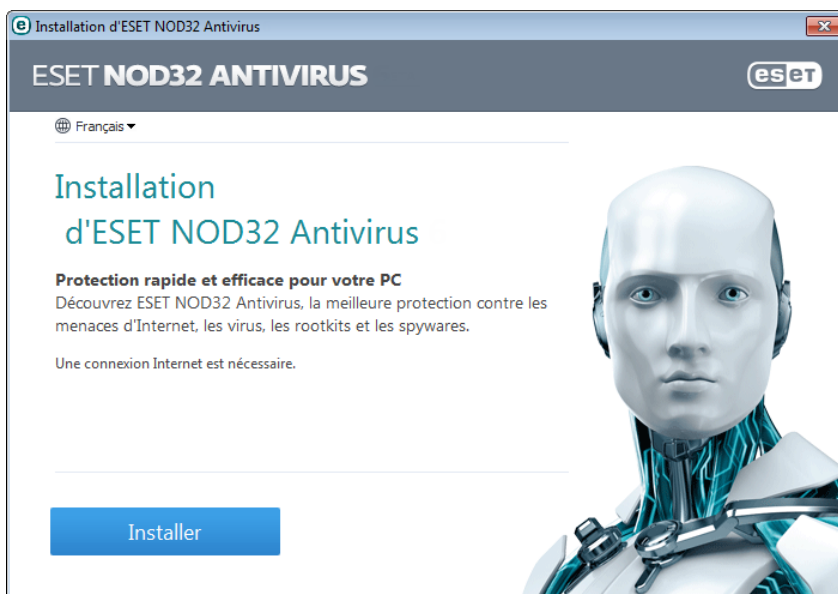 e Installation d'ESET NOD32 Antivirus
ESET NOD32 ANTIVIRUS
eseT
Français
Installation
d'ESET NOD32 Antivirus
Protection rapide et efficace pour votre PC
Découvrez ESET NOD32 Antivirus, la meilleure protection contre les
menaces d'Internet, les virus, les rootkits et les spywares.
Une connexion Internet est nécessaire.
Installer